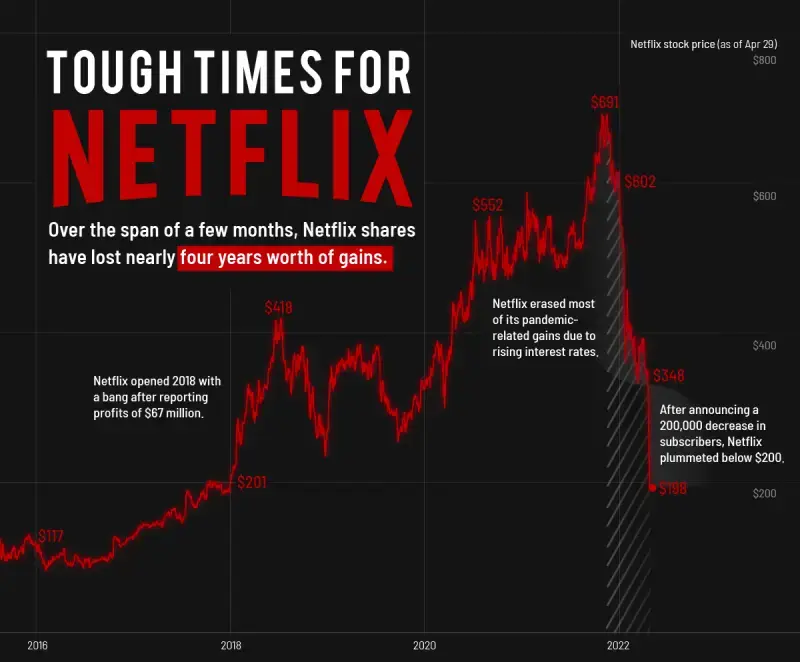 TOUGH TIMES FOR
NETFLIX
Over the span of a few months, Netflix shares
have lost nearly four years worth of gains.
Netflix stock price (as of Apr 29)
$800
$691
$602
$600
$552
Netflix erased most
of its pandemic-
related gains due to
rising interest rates.
$418
$400
$348
Netflix opened 2018 with
a bang after reporting
profits of $67 million.
After announcing a
200,000 decrease in
subscribers, Netflix
plummeted below $200.
$201
$198
$200
$117
2016
2018
2020
2022